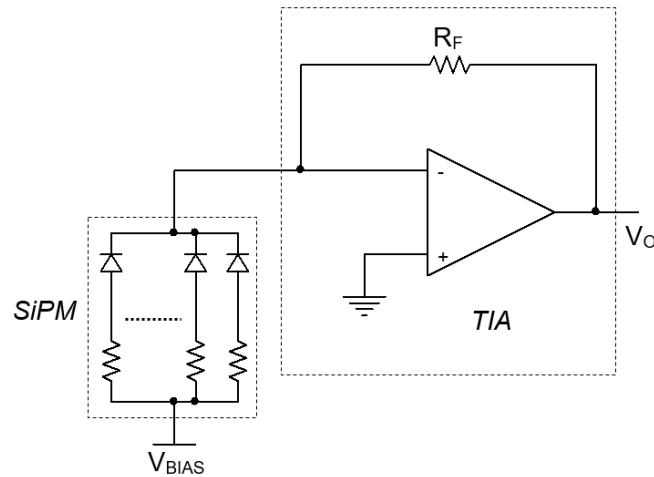 R_F
-
+
V_O
SiPM
TIA
V_BIAS